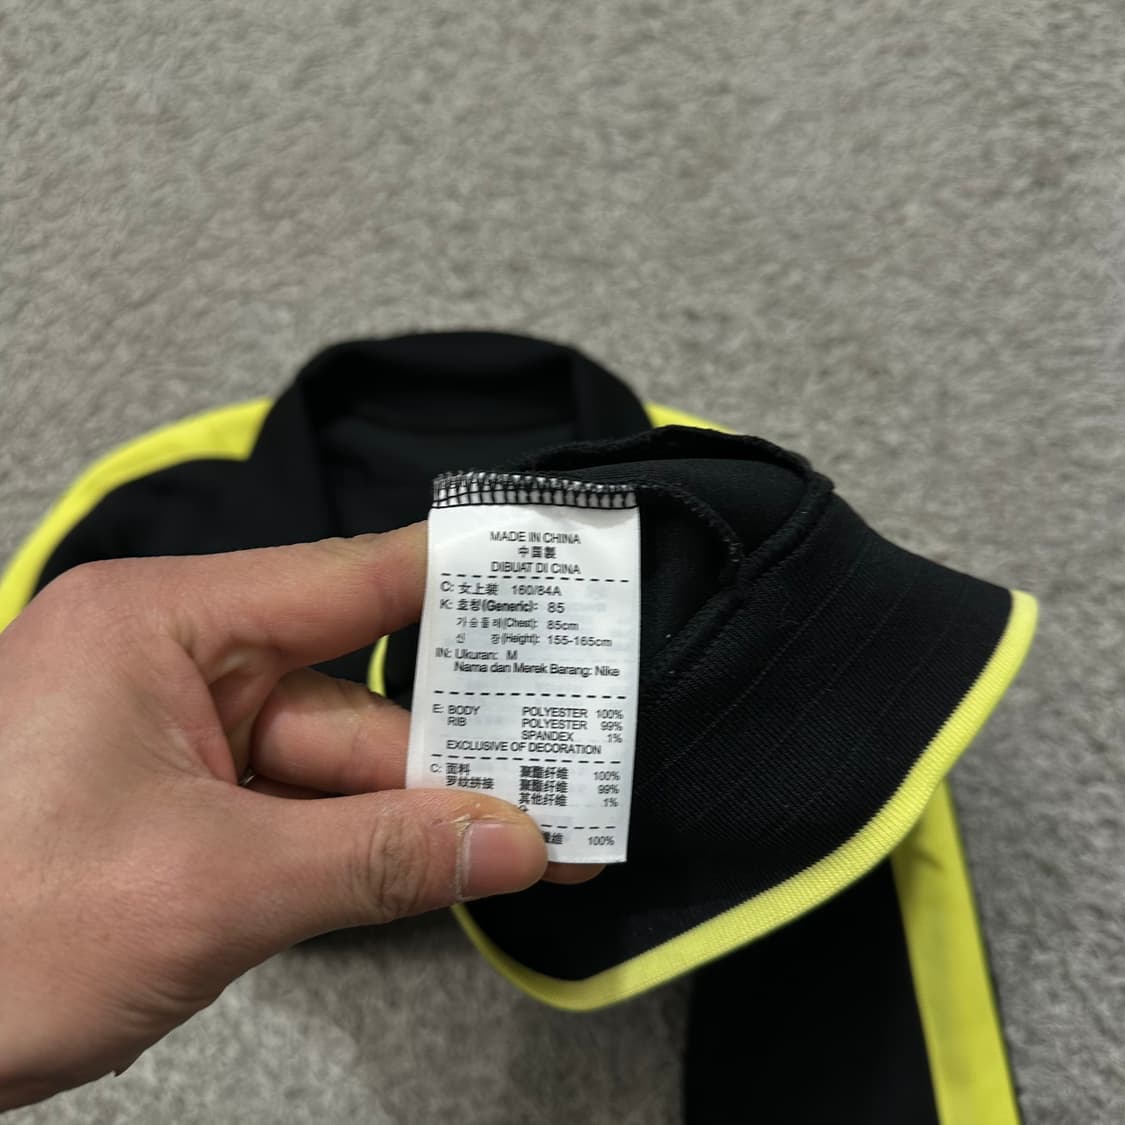 MADE IN CHINA
中国製
DIBUAT DI CINA
C: 女上装 160/84A
K: 호칭(Generic): 85
가슴둘레(Chest): 85cm
신 장(Height): 155-165cm
IN: Ukuran: M
Nama dan Merek Barang: Nike
E: BODY POLYESTER 100%
RIB POLYESTER 99%
SPANDEX 1%
EXCLUSIVE OF DECORATION
C: 面料 聚酯纤维 100%
罗纹拼接 聚酯纤维 99%
其他纤维 1%
维 100%